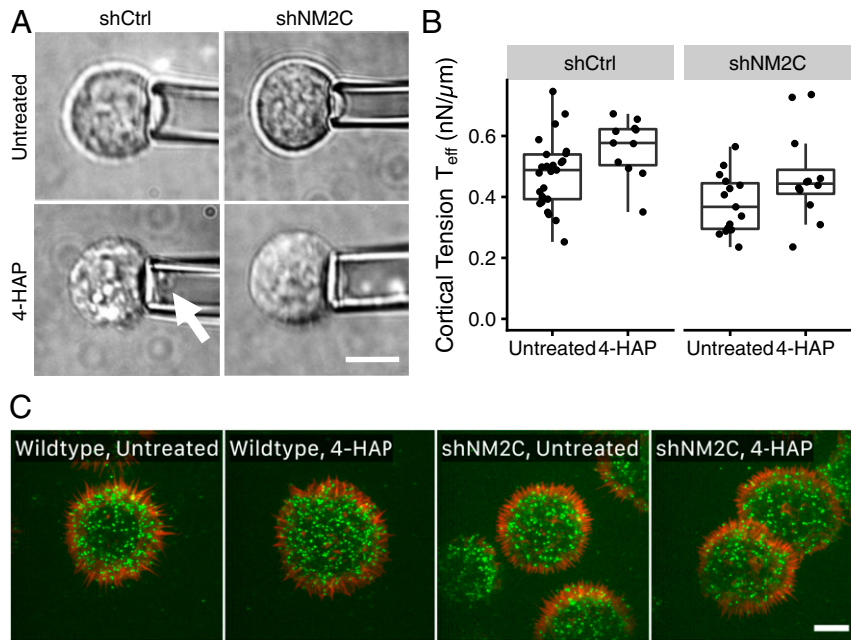 A
shCtrl
shNM2C
Untreated
4-HAP
B
shCtrl
shNM2C
Cortical Tension T_eff (nN/µm)
0.6
0.4
0.2
0.0
Untreated 4-HAP
Untreated 4-HAP
C
Wildtype, Untreated
Wildtype, 4-HAP
shNM2C, Untreated
shNM2C, 4-HAP